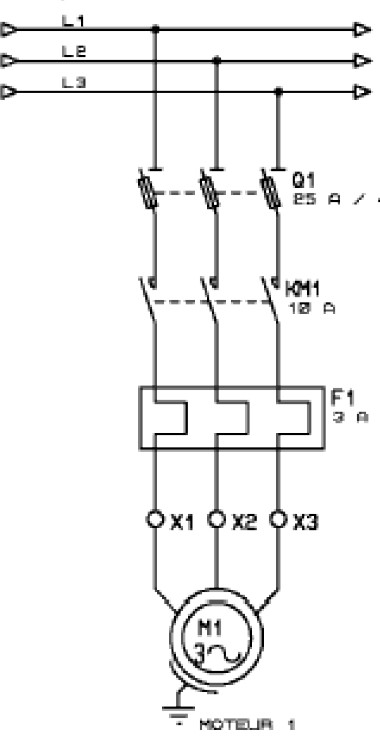 L1
L2
L3
Q1
25 A /
KM1
10 A
F1
3 A
X1 X2 X3
M1
3
MOTEUR 1